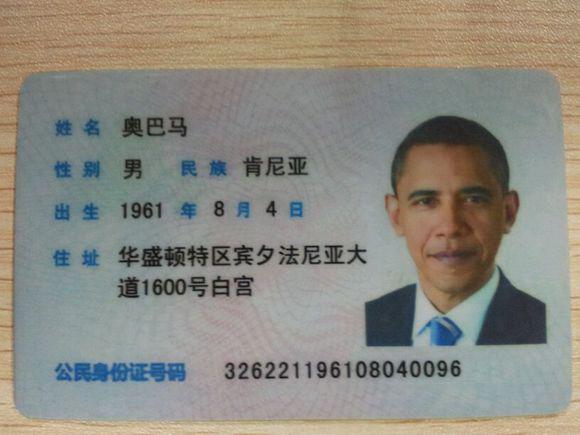 姓名 奥巴马
性别 男 民族 肯尼亚
出生 1961 年 8 月 4 日
住址 华盛顿特区宾夕法尼亚大
道1600号白宫
公民身份证号码 326221196108040096